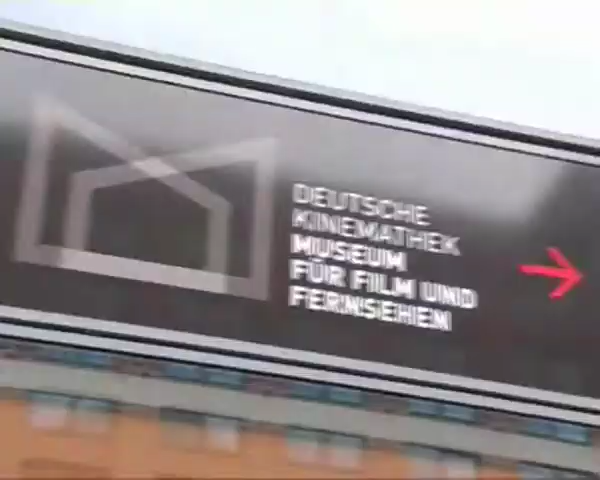 DEUTSCHE
KINEMATHEK
MUSEUM
FÜR FILM UND
FERNSEHEN